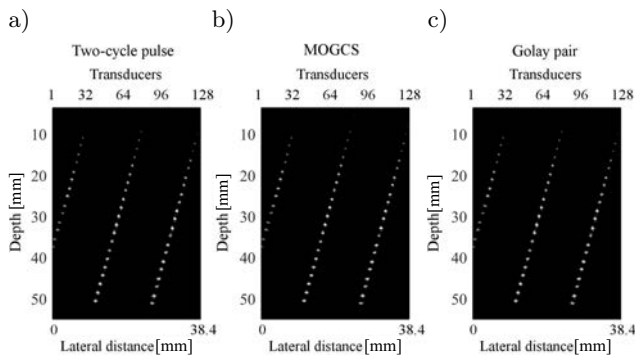 a)
Two-cycle pulse
Transducers
1 32 64 96 128
Depth[mm]
10
20
30
40
50
0 38.4
Lateral distance[mm]
b)
MOGCS
Transducers
1 32 64 96 128
Depth[mm]
10
20
30
40
50
0 38.4
Lateral distance[mm]
c)
Golay pair
Transducers
1 32 64 96 128
Depth[mm]
10
20
30
40
50
0 38.4
Lateral distance[mm]